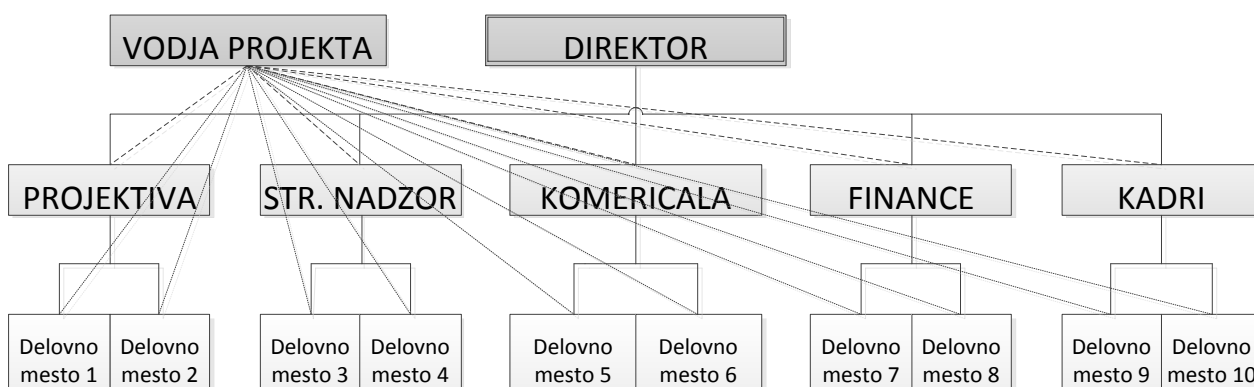 VODJA PROJEKTA
DIREKTOR
PROJEKTIVA
STR. NADZOR
KOMERICALA
FINANCE
KADRI
Delovno
mesto 1
Delovno
mesto 2
Delovno
mesto 3
Delovno
mesto 4
Delovno
mesto 5
Delovno
mesto 6
Delovno
mesto 7
Delovno
mesto 8
Delovno
mesto 9
Delovno
mesto 10